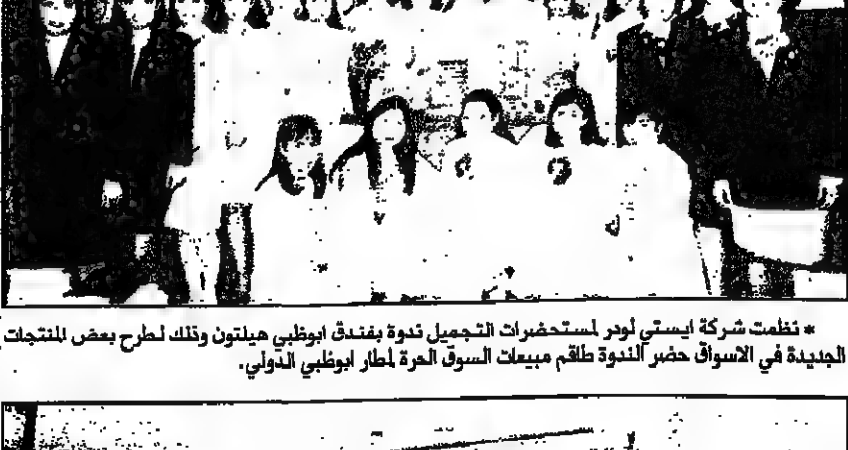 * نظمت شركة ايستي لودر لمستحضرات التجميل ندوة بفندق ابوظبي هيلتون وذلك لطرح بعض المنتجات
الجديدة في الاسواق حضر الندوة طاقم مبيعات السوق الحرة لمطار ابوظبي الدولي.